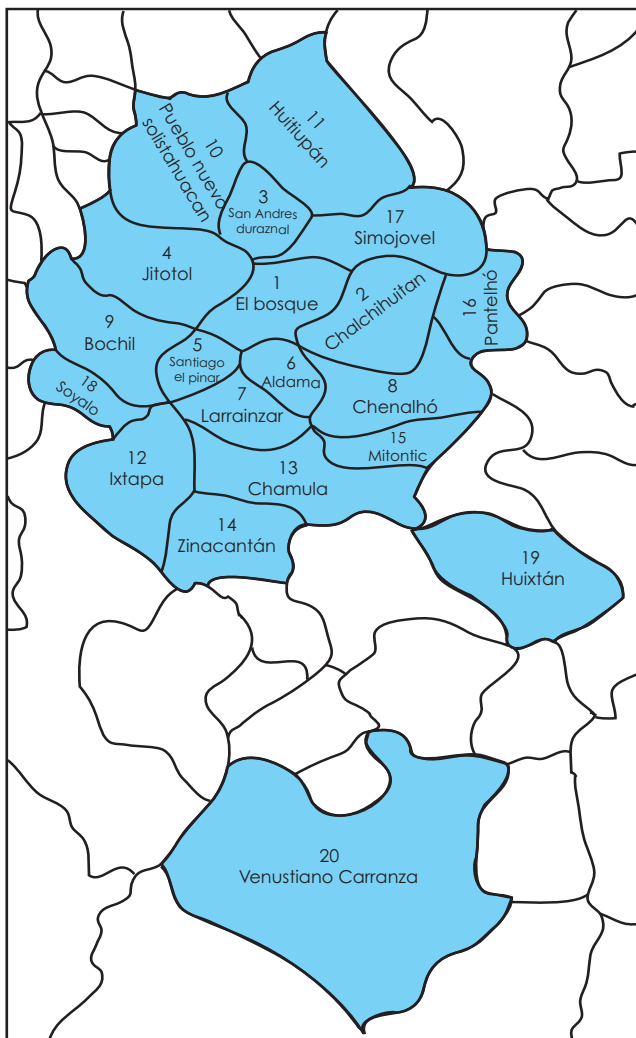 11
Huitiupán
10
Pueblo nuevo
solistahuacan
3
San Andres
duraznal
17
Simojovel
4
Jitotol
1
El bosque
2
Chalchihuitan
16
Pantelhó
9
Bochil
5
Santiago
el pinar
6
Aldama
18
Soyalo
7
Larrainzar
8
Chenalhó
15
Mitontic
12
Ixtapa
13
Chamula
14
Zinacantán
19
Huixtán
20
Venustiano Carranza